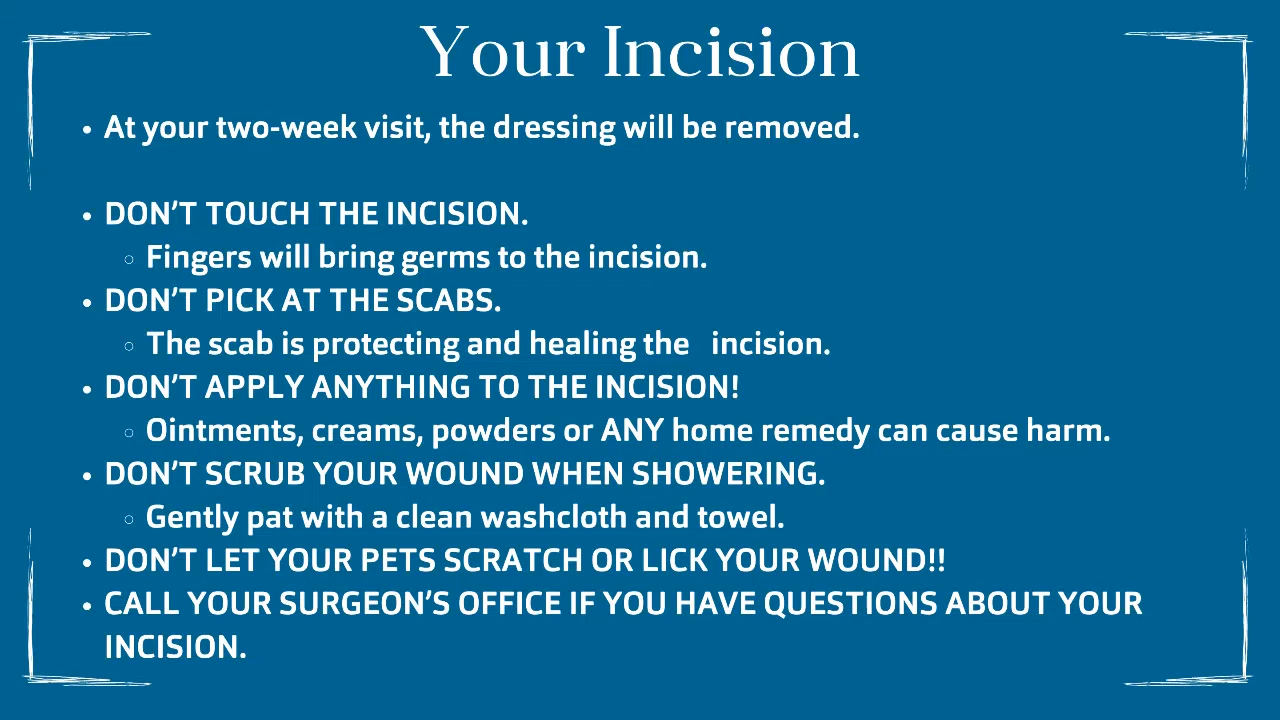 Your Incision
• At your two-week visit, the dressing will be removed.
• DON’T TOUCH THE INCISION.
◦ Fingers will bring germs to the incision.
• DON’T PICK AT THE SCABS.
◦ The scab is protecting and healing the   incision.
• DON’T APPLY ANYTHING TO THE INCISION!
◦ Ointments, creams, powders or ANY home remedy can cause harm.
• DON’T SCRUB YOUR WOUND WHEN SHOWERING.
◦ Gently pat with a clean washcloth and towel.
• DON’T LET YOUR PETS SCRATCH OR LICK YOUR WOUND!!
• CALL YOUR SURGEON’S OFFICE IF YOU HAVE QUESTIONS ABOUT YOUR
INCISION.